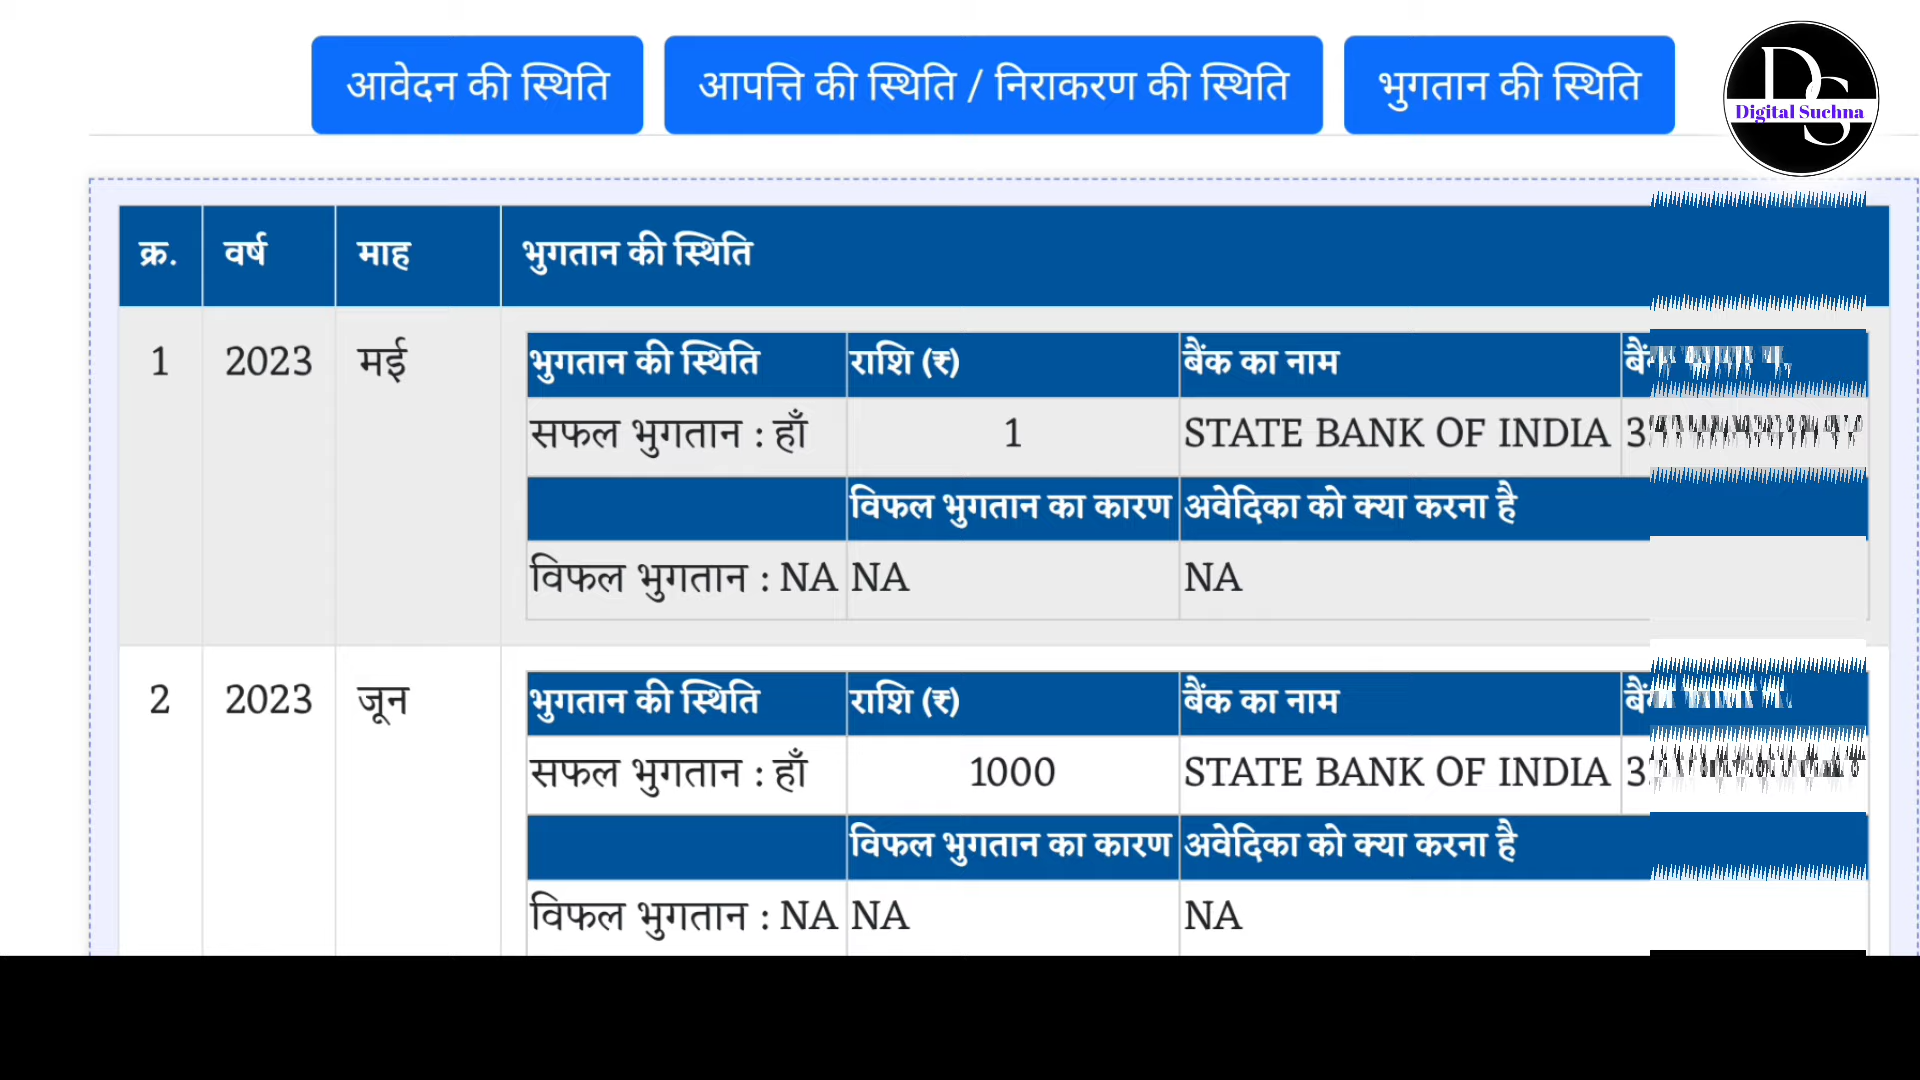 आवेदन की स्थिति आपत्ति की स्थिति / निराकरण की स्थिति भुगतान की स्थिति
Digital Suchna
क्र. वर्ष माह भुगतान की स्थिति
1 2023 मई भुगतान की स्थिति राशि (₹) बैंक का नाम
सफल भुगतान : हाँ 1 STATE BANK OF INDIA
विफल भुगतान का कारण अवेदिका को क्या करना है
विफल भुगतान : NA NA NA
2 2023 जून भुगतान की स्थिति राशि (₹) बैंक का नाम
सफल भुगतान : हाँ 1000 STATE BANK OF INDIA
विफल भुगतान का कारण अवेदिका को क्या करना है
विफल भुगतान : NA NA NA